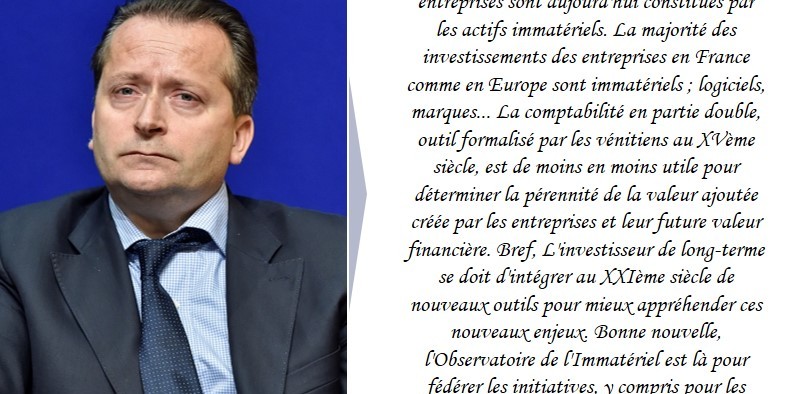 entreprises sont aujourd'hui constitués par
les actifs immatériels. La majorité des
investissements des entreprises en France
comme en Europe sont immatériels ; logiciels,
marques... La comptabilité en partie double,
outil formalisé par les vénitiens au XVème
siècle, est de moins en moins utile pour
déterminer la pérennité de la valeur ajoutée
créée par les entreprises et leur future valeur
financière. Bref, L'investisseur de long-terme
se doit d'intégrer au XXIème siècle de
nouveaux outils pour mieux appréhender ces
nouveaux enjeux. Bonne nouvelle,
l'Observatoire de l'Immatériel est là pour
fédérer les initiatives, y compris pour les